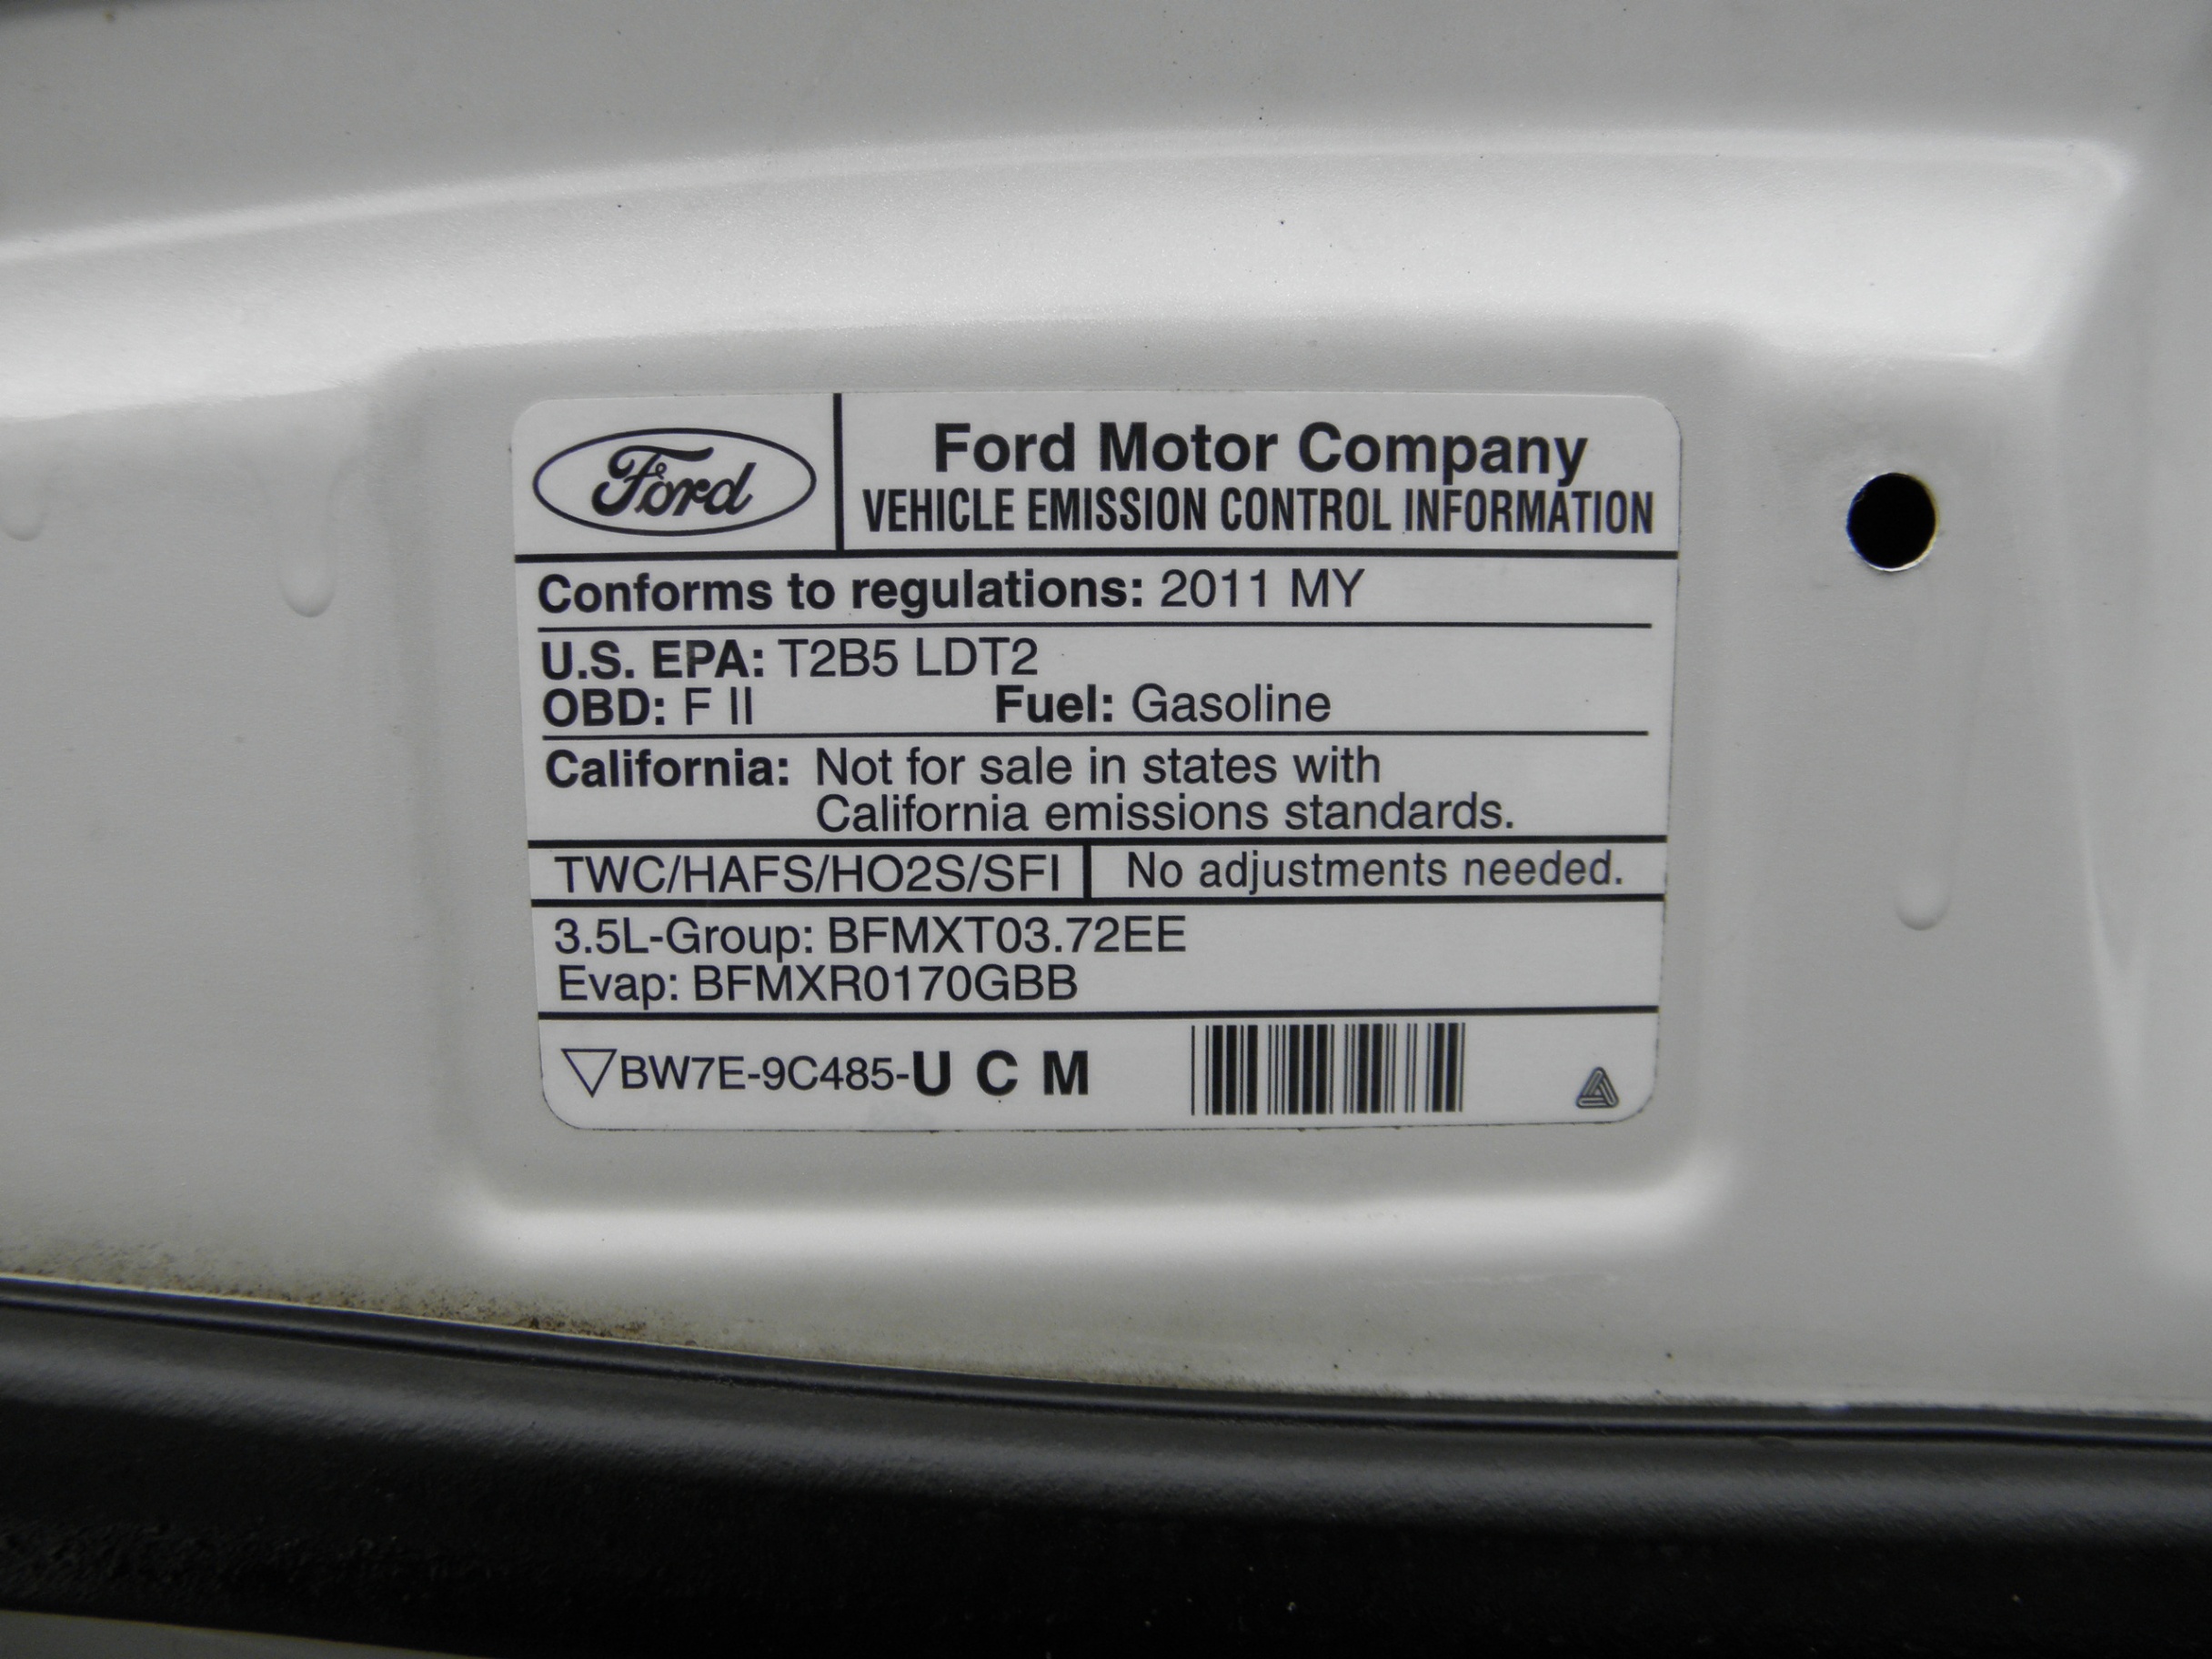 Ford
Ford Motor Company
VEHICLE EMISSION CONTROL INFORMATION
Conforms to regulations: 2011 MY
U.S. EPA: T2B5 LDT2
OBD: F II Fuel: Gasoline
California: Not for sale in states with
California emissions standards.
TWC/HAFS/HO2S/SFI No adjustments needed.
3.5L-Group: BFMXT03.72EE
Evap: BFMXR0170GBB
BW7E-9C485-U C M